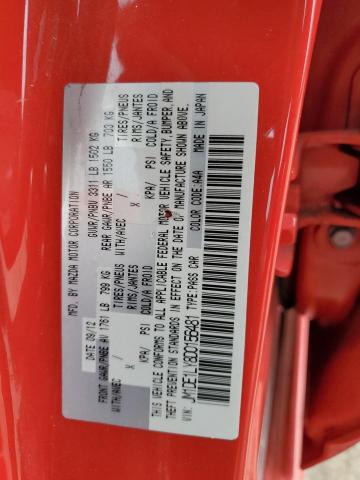 MFD. BY MAZDA MOTOR CORPORATION
DATE 09/12 GVWR/PNBV 3311 LB 1502 KG
FRONT GAWR/PNBE AV 1761 LB 799 KG REAR GAWR/PNBE AR 1550 LB 703 KG
WITH/AVEC TIRES/PNEUS WITH/AVEC TIRES/PNEUS
X RIMS/JANTES X RIMS/JANTES
KPA/ PSI COLD/A FROID KPA/ PSI COLD/A FROID
THIS VEHICLE CONFORMS TO ALL APPLICABLE FEDERAL MOTOR VEHICLE SAFETY, BUMPER, AND
THEFT PREVENTION STANDARDS IN EFFECT ON THE DATE OF MANUFACTURE SHOWN ABOVE.
JM1DE1LYXD0156491
VIN: TYPE:PASS CAR COLOR CODE:A4A MADE IN JAPAN